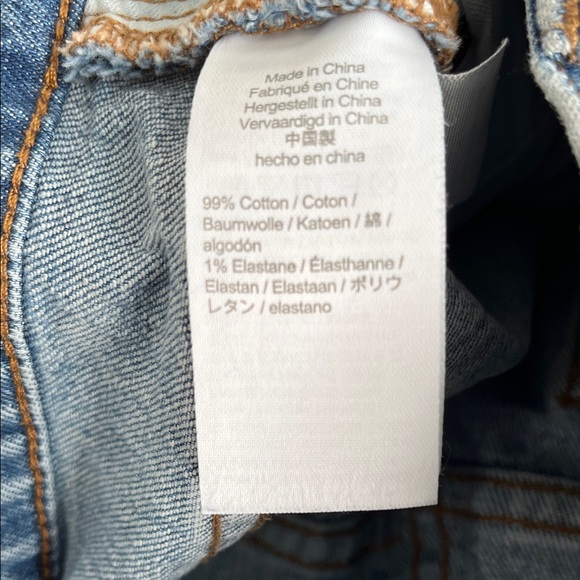 Made in China
Fabriqué en Chine
Hergestellt in China
Vervaardigd in China
中国製
hecho en china
99% Cotton / Coton /
Baumwolle / Katoen / 綿 /
algodón
1% Elastane / Élasthanne /
Elastan / Elastaan / ポリウ
レタン / elastano